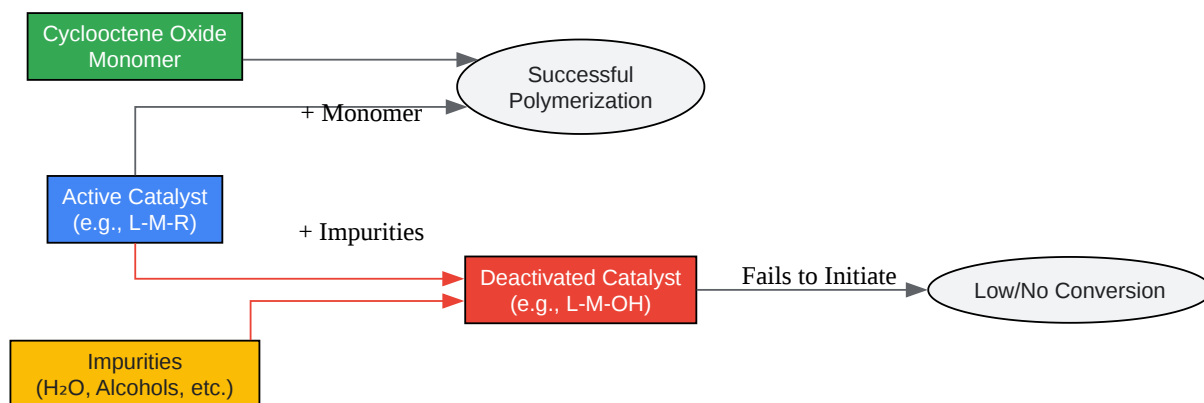 Cyclooctene Oxide
Monomer
Successful
Polymerization
+ Monomer
Active Catalyst
(e.g., L-M-R)
+ Impurities
Deactivated Catalyst
(e.g., L-M-OH)
Fails to Initiate
Low/No Conversion
Impurities
(H₂O, Alcohols, etc.)